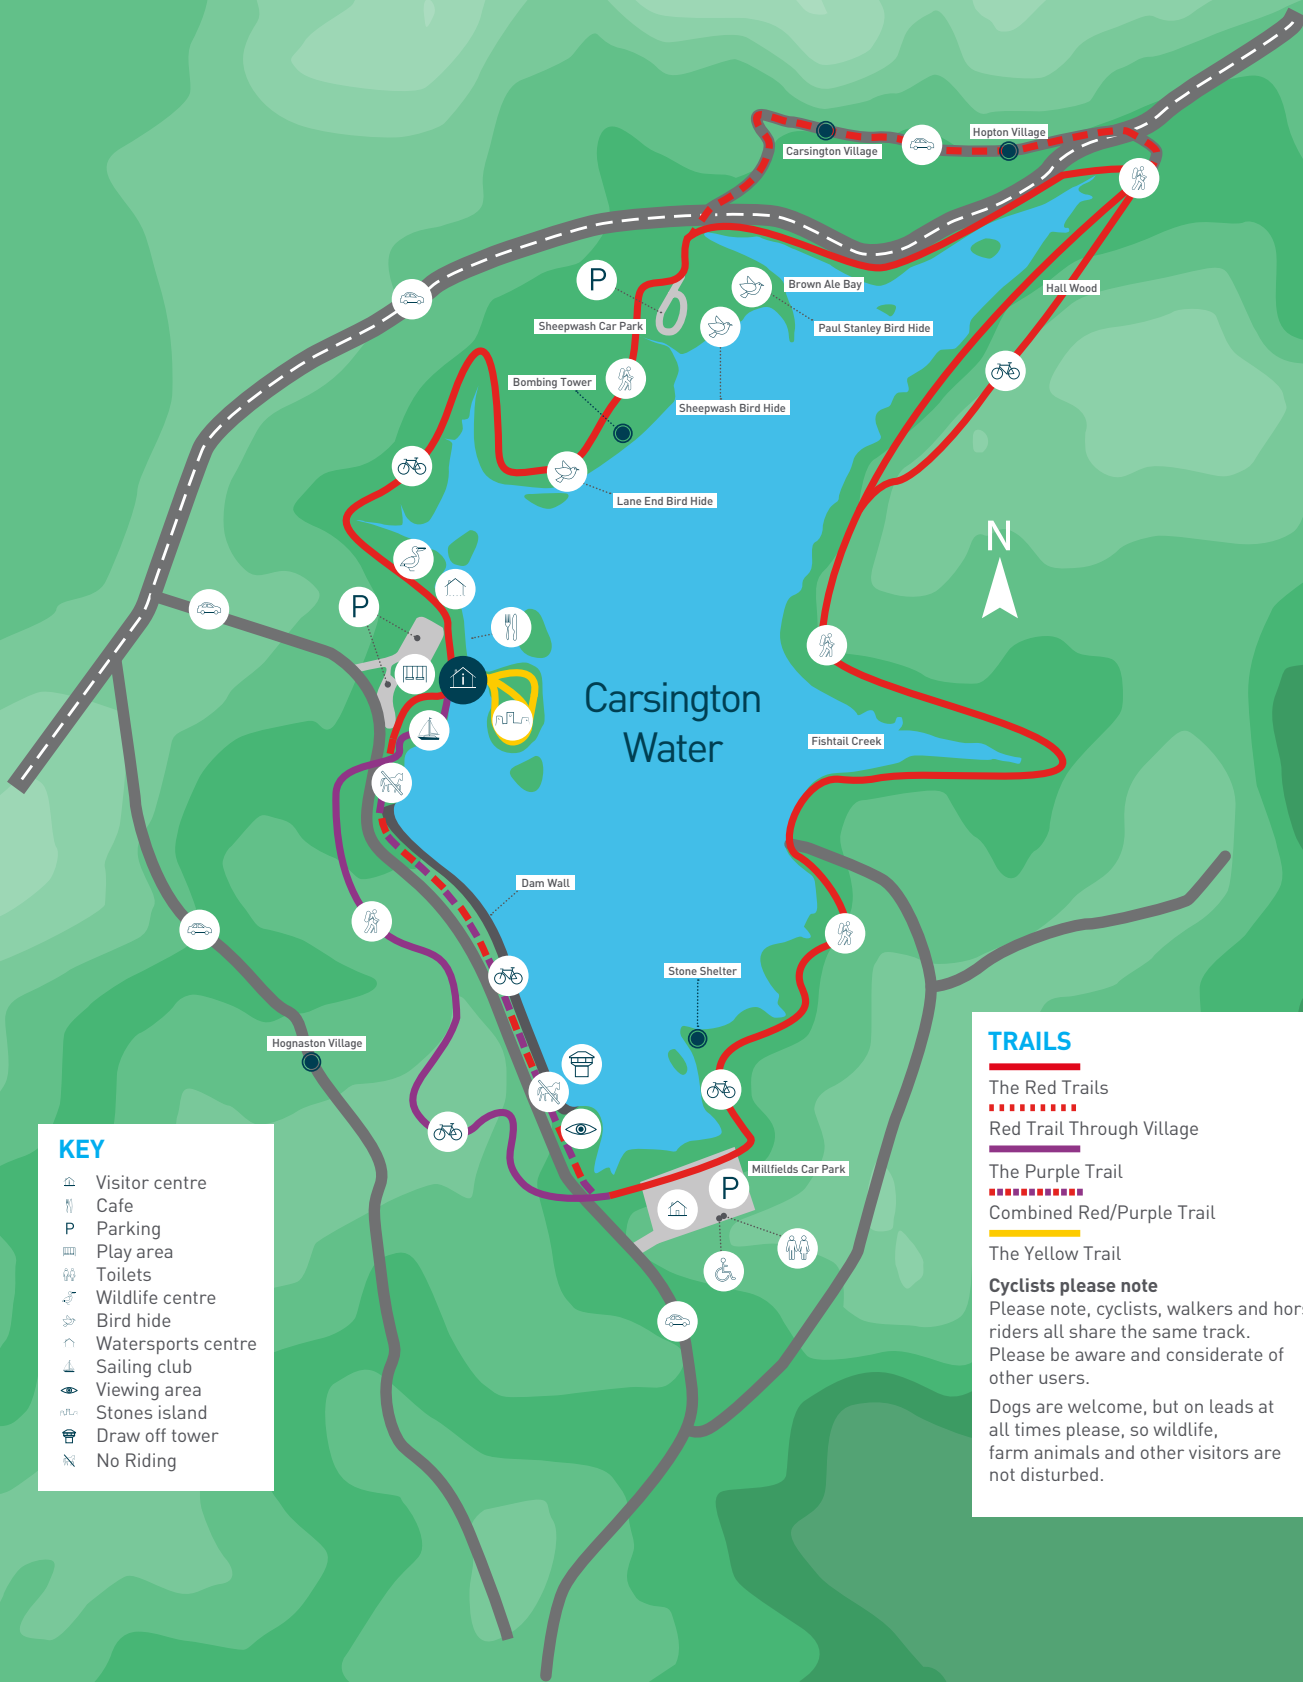 Carsington Village
Hopton Village
Hall Wood
P
Brown Ale Bay
Sheepwash Car Park
Paul Stanley Bird Hide
Bombing Tower
Sheepwash Bird Hide
Lane End Bird Hide
N
P
Carsington
Water
Fishtail Creek
Dam Wall
Stone Shelter
Hognaston Village
Millfields Car Park
P
KEY
Visitor centre
Cafe
P Parking
Play area
Toilets
Wildlife centre
Bird hide
Watersports centre
Sailing club
Viewing area
Stones island
Draw off tower
No Riding
TRAILS
The Red Trails
Red Trail Through Village
The Purple Trail
Combined Red/Purple Trail
The Yellow Trail
Cyclists please note
Please note, cyclists, walkers and
riders all share the same track.
Please be aware and considerate of
other users.
Dogs are welcome, but on leads at
all times please, so wildlife,
farm animals and other visitors are
not disturbed.